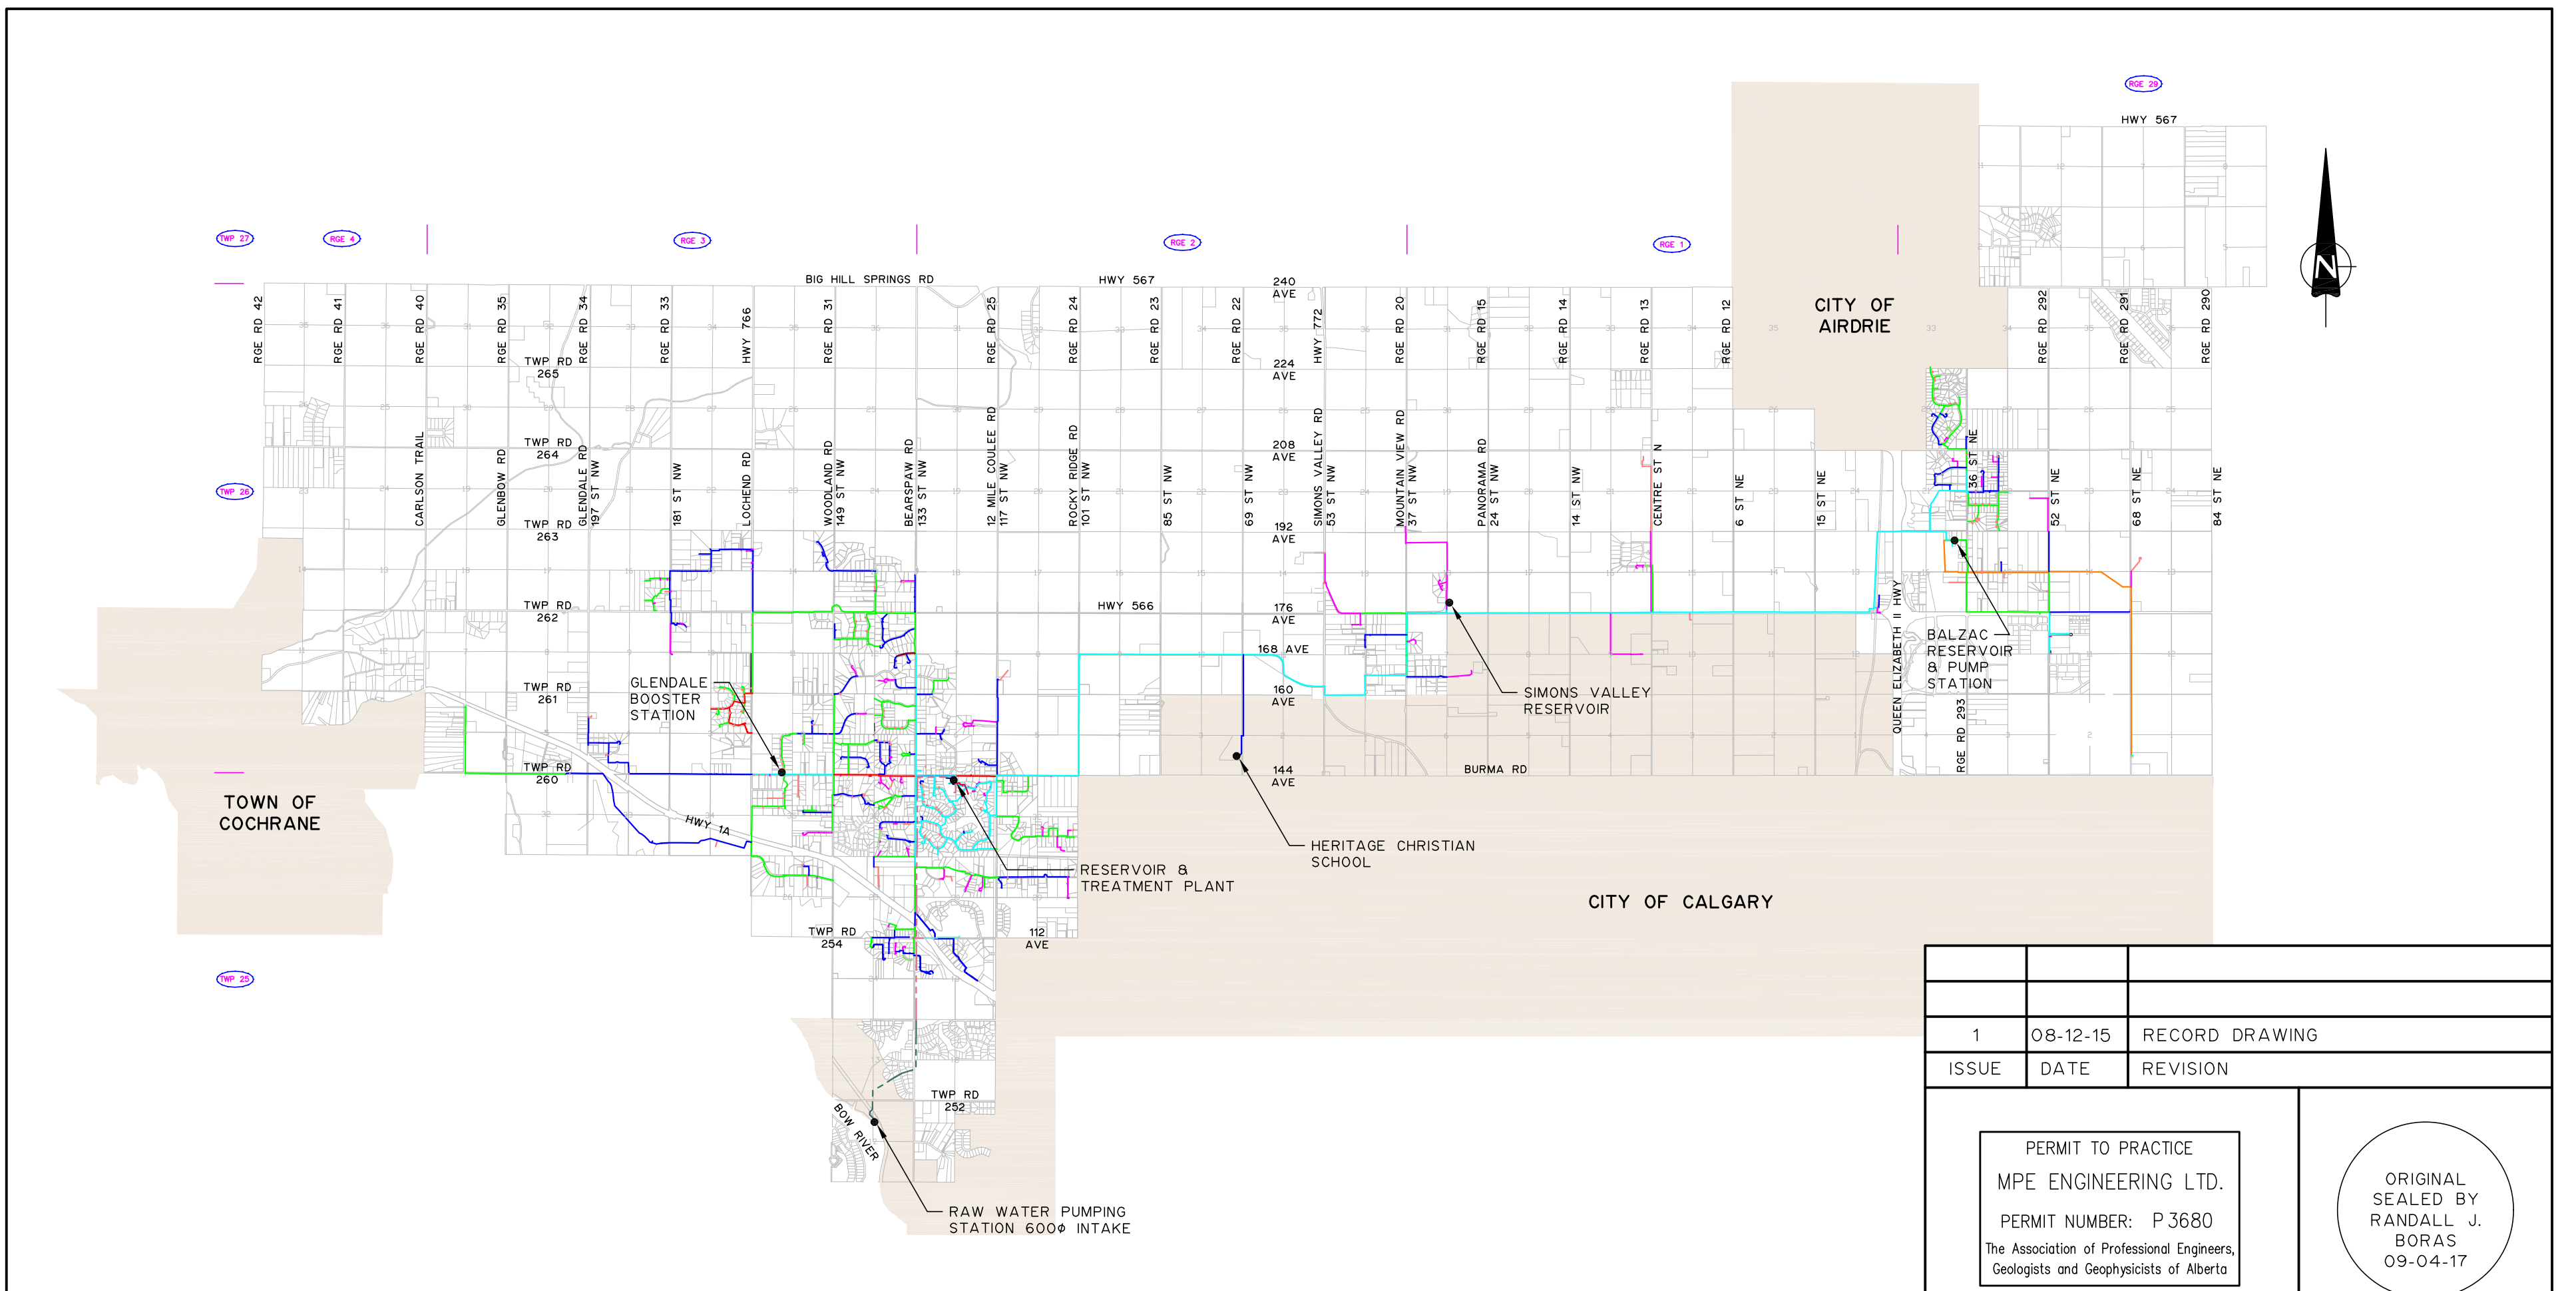 RGE 29
HWY 567
TWP 27
RGE 4
RGE 3
RGE 2
RGE 1
BIG HILL SPRINGS RD
HWY 567
240
AVE
CITY OF
AIRDRIE
RGE RD 42
RGE RD 41
RGE RD 40
RGE RD 35
RGE RD 34
RGE RD 33
HWY 766
RGE RD 31
RGE RD 25
RGE RD 24
RGE RD 23
RGE RD 22
HWY 772
RGE RD 20
RGE RD 15
RGE RD 14
RGE RD 13
RGE RD 12
RGE RD 292
RGE RD 291
RGE RD 290
TWP RD
265
224
AVE
TWP RD
264
208
AVE
CARLSON TRAIL
GLENBOW RD
GLENDALE RD
197 ST NW
181 ST NW
LOCHEND RD
WOODLAND RD
149 ST NW
BEARSPAW RD
133 ST NW
12 MILE COULEE RD
117 ST NW
ROCKY RIDGE RD
101 ST NW
85 ST NW
69 ST NW
SIMONS VALLEY RD
53 ST NW
MOUNTAIN VIEW RD
37 ST NW
PANORAMA RD
24 ST NW
14 ST NW
CENTRE ST N
6 ST NE
15 ST NE
36 ST NE
52 ST NE
68 ST NE
84 ST NE
TWP 26
TWP RD
263
192
AVE
TWP RD
262
HWY 566
176
AVE
QUEEN ELIZABETH II HWY
BALZAC
RESERVOIR
& PUMP
STATION
168 AVE
GLENDALE
BOOSTER
STATION
TWP RD
261
160
AVE
SIMONS VALLEY
RESERVOIR
RGE RD 293
TWP RD
260
144
AVE
BURMA RD
TOWN OF
COCHRANE
HWY 1A
HERITAGE CHRISTIAN
SCHOOL
RESERVOIR &
TREATMENT PLANT
CITY OF CALGARY
TWP RD
254
112
AVE
TWP 25
TWP RD
252
BOW RIVER
RAW WATER PUMPING
STATION 600ø INTAKE
1 08-12-15 RECORD DRAWING
ISSUE DATE REVISION
PERMIT TO PRACTICE
MPE ENGINEERING LTD.
PERMIT NUMBER: P 3680
The Association of Professional Engineers,
Geologists and Geophysicists of Alberta
ORIGINAL
SEALED BY
RANDALL J.
BORAS
09-04-17
N